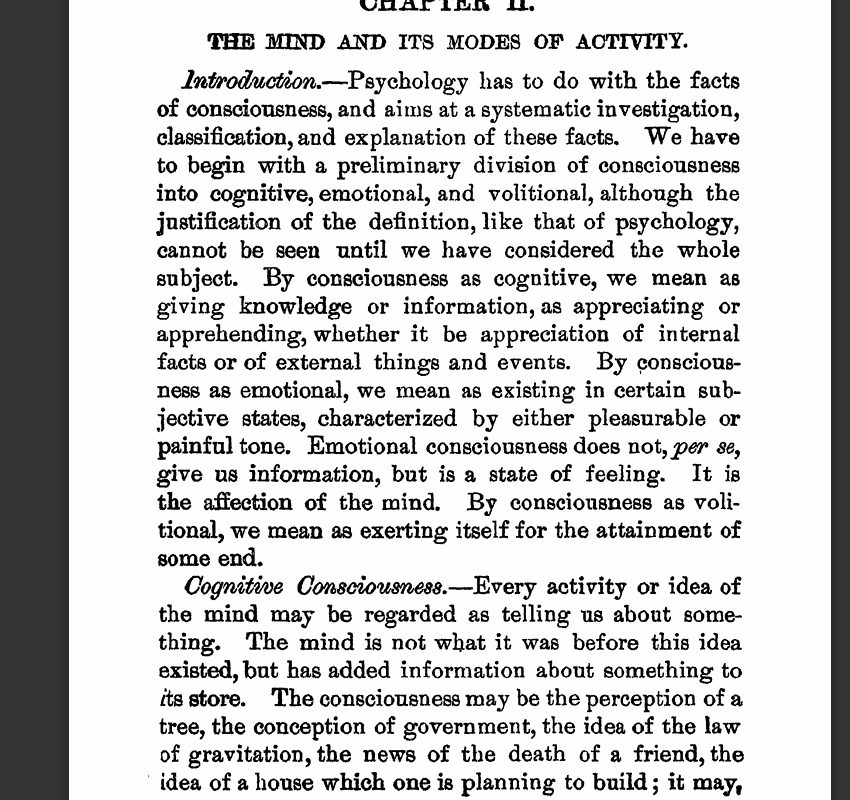 CHAPTER II.
THE MIND AND ITS MODES OF ACTIVITY.
Introduction.—Psychology has to do with the facts
of consciousness, and aims at a systematic investigation,
classification, and explanation of these facts. We have
to begin with a preliminary division of consciousness
into cognitive, emotional, and volitional, although the
justification of the definition, like that of psychology,
cannot be seen until we have considered the whole
subject. By consciousness as cognitive, we mean as
giving knowledge or information, as appreciating or
apprehending, whether it be appreciation of internal
facts or of external things and events. By conscious-
ness as emotional, we mean as existing in certain sub-
jective states, characterized by either pleasurable or
painful tone. Emotional consciousness does not, per se,
give us information, but is a state of feeling. It is
the affection of the mind. By consciousness as voli-
tional, we mean as exerting itself for the attainment of
some end.
Cognitive Consciousness.—Every activity or idea of
the mind may be regarded as telling us about some-
thing. The mind is not what it was before this idea
existed, but has added information about something to
its store. The consciousness may be the perception of a
tree, the conception of government, the idea of the law
of gravitation, the news of the death of a friend, the
idea of a house which one is planning to build; it may,